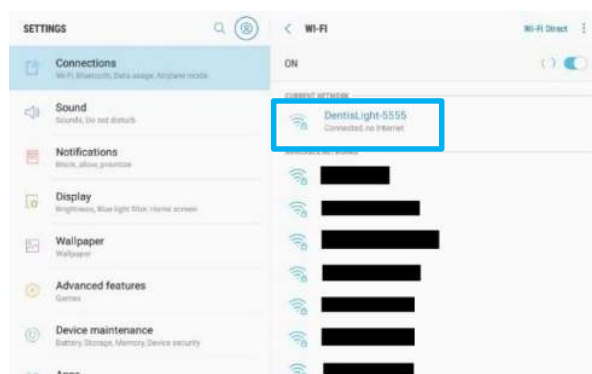 SETTINGS
Connections
Wi-Fi, Bluetooth, Data usage, Airplane mode
Sound
Sounds, Do not disturb
Notifications
Block, allow, prioritize
Display
Brightness, Blue light filter, Home screen
Wallpaper
Wallpaper
Advanced features
Games
Device maintenance
Battery, Storage, Memory, Device security
Apps
WI-FI
Wi-Fi Direct
ON
CURRENT NETWORK
DentisLight-5555
Connected, no Internet
AVAILABLE NETWORKS